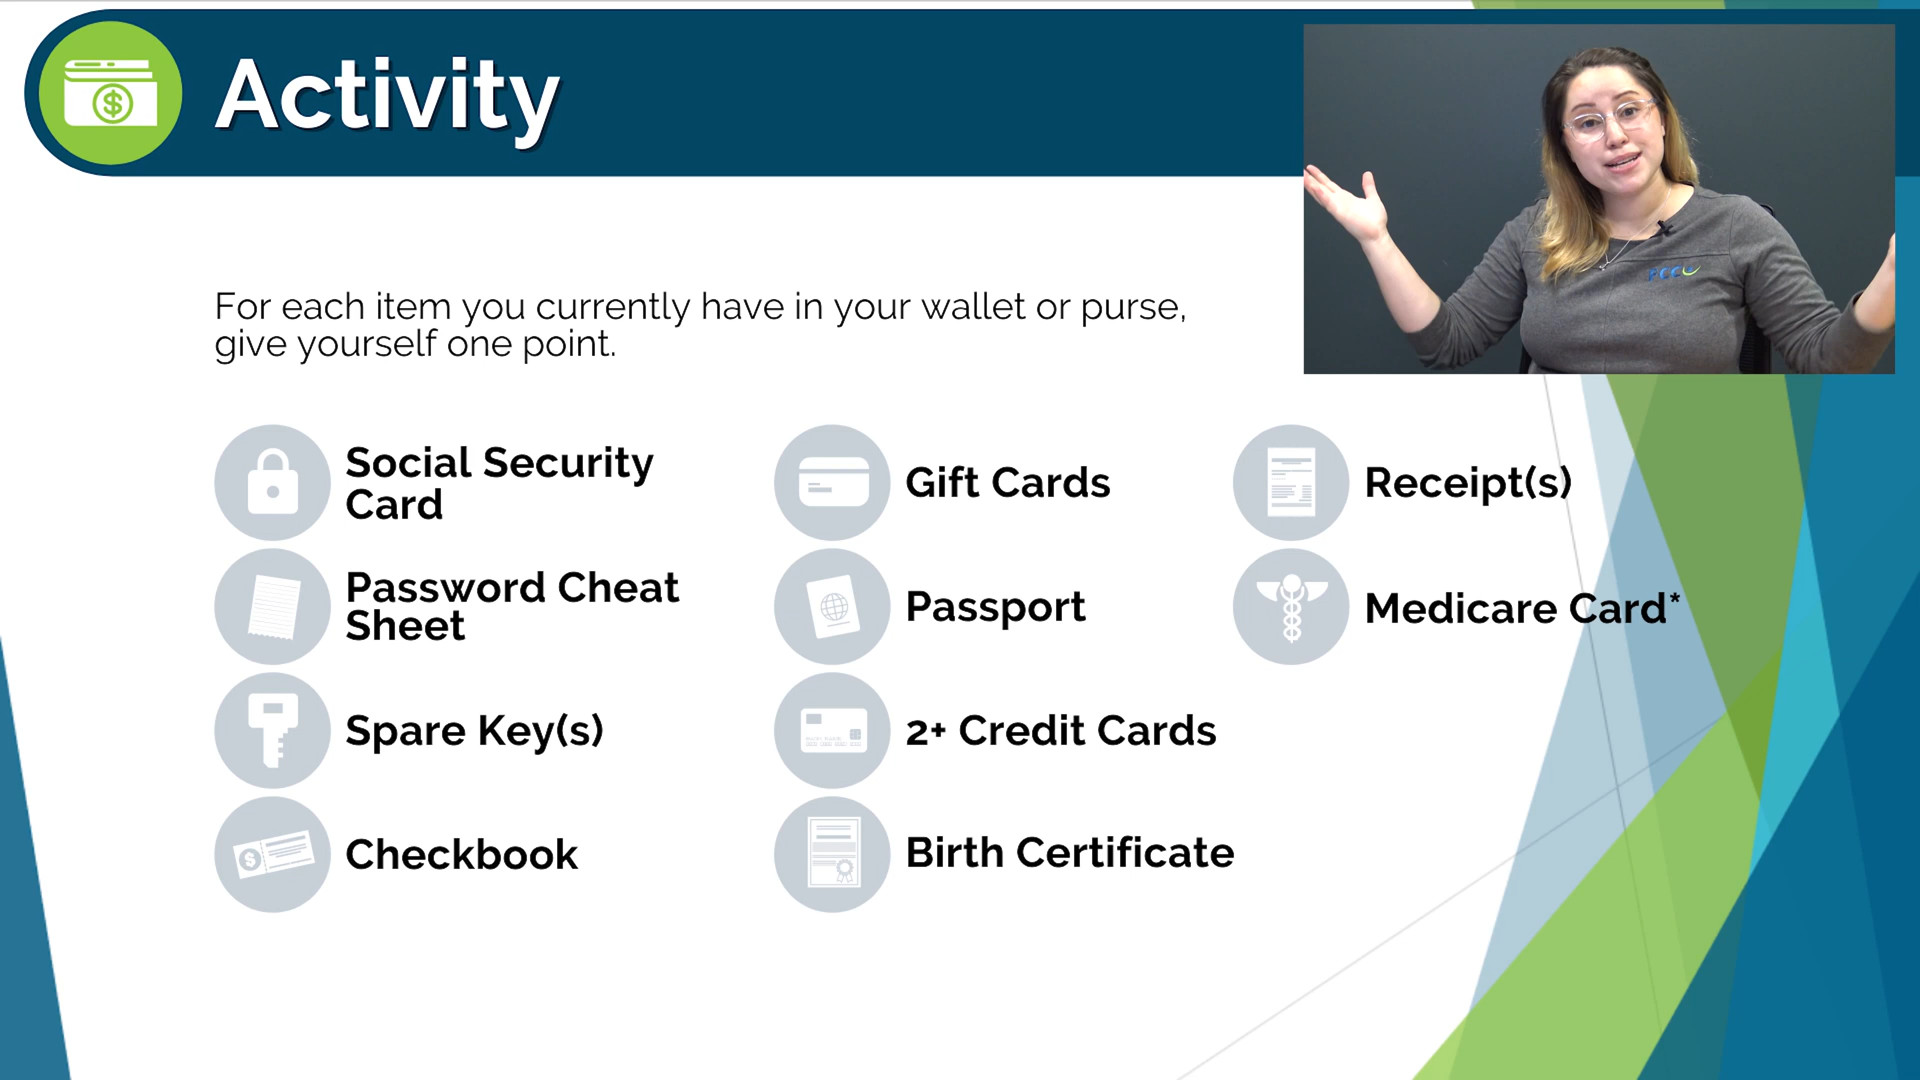 Activity
For each item you currently have in your wallet or purse,
give yourself one point.
Social Security
Card
Password Cheat
Sheet
Spare Key(s)
Checkbook
Gift Cards
Passport
2+ Credit Cards
Birth Certificate
Receipt(s)
Medicare Card*